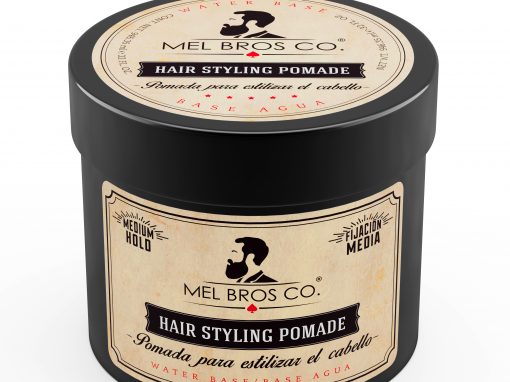 WATER BASE
MEL BROS CO.®
HAIR STYLING POMADE
-Pomada para estilizar el cabello-
BASE AGUA
MEDIUM HOLD
FIJACIÓN MEDIA
MEL BROS CO.®
HAIR STYLING POMADE
-Pomada para estilizar el cabello-
WATER BASE/BASE AGUA